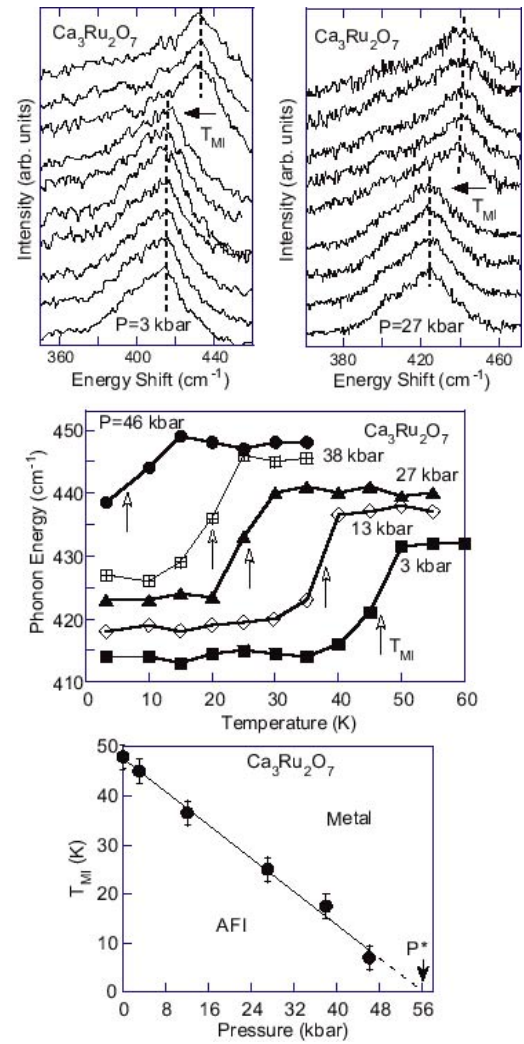 Ca3Ru2O7
TMI
P=3 kbar
Intensity (arb. units)
360 400 440
Energy Shift (cm-1)
Ca3Ru2O7
TMI
P=27 kbar
Intensity (arb. units)
380 420 460
Energy Shift (cm-1)
P=46 kbar
Ca3Ru2O7
38 kbar
27 kbar
13 kbar
3 kbar
TMI
450
440
430
420
410
Phonon Energy (cm-1)
0 10 20 30 40 50 60
Temperature (K)
Ca3Ru2O7
Metal
AFI
P*
50
40
30
20
10
0
TMI (K)
0 8 16 24 32 40 48 56
Pressure (kbar)